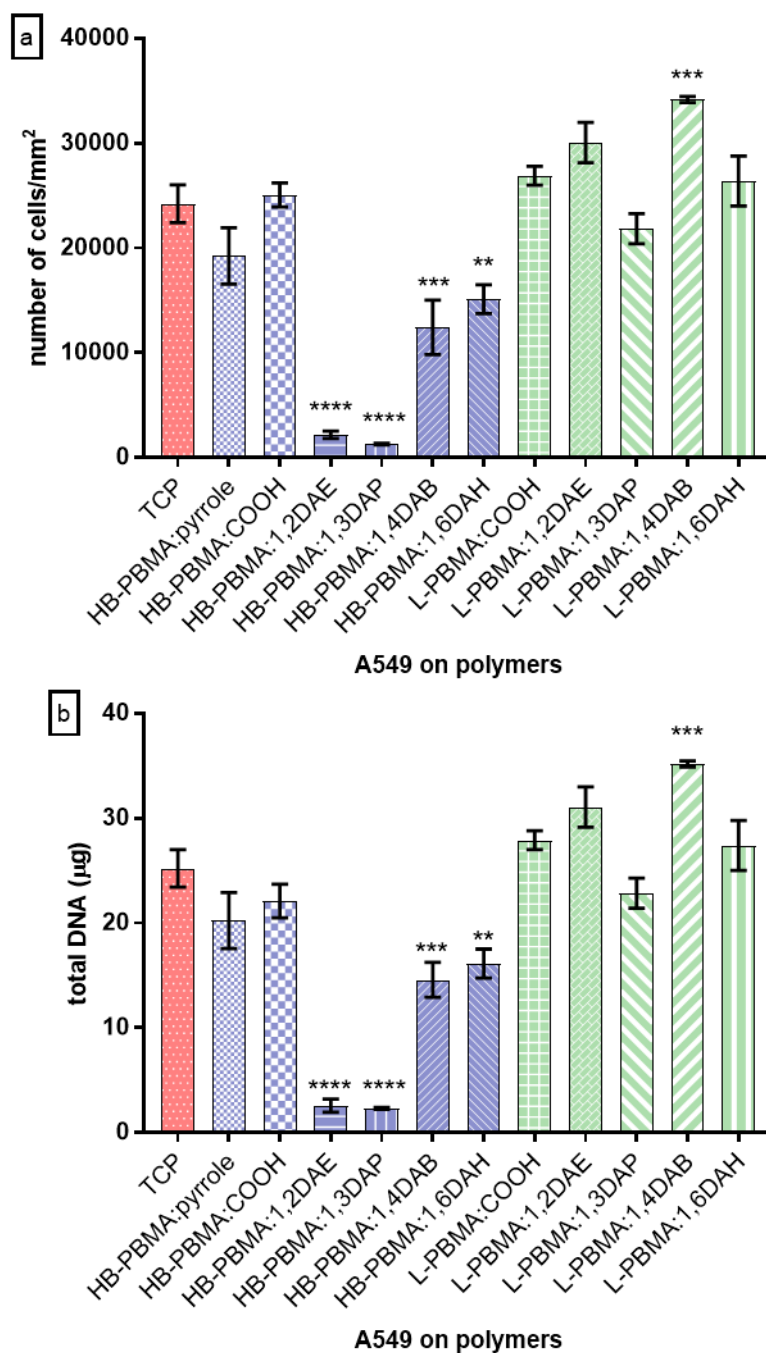 a
number of cells/mm²
40000
30000
20000
10000
0
****
****
***
**
***
TCP
HB-PBMA:pyrrole
HB-PBMA:COOH
HB-PBMA:1,2DAE
HB-PBMA:1,3DAP
HB-PBMA:1,4DAB
HB-PBMA:1,6DAH
L-PBMA:COOH
L-PBMA:1,2DAE
L-PBMA:1,3DAP
L-PBMA:1,4DAB
L-PBMA:1,6DAH
A549 on polymers
b
total DNA (µg)
40
30
20
10
0
****
****
***
**
***
TCP
HB-PBMA:pyrrole
HB-PBMA:COOH
HB-PBMA:1,2DAE
HB-PBMA:1,3DAP
HB-PBMA:1,4DAB
HB-PBMA:1,6DAH
L-PBMA:COOH
L-PBMA:1,2DAE
L-PBMA:1,3DAP
L-PBMA:1,4DAB
L-PBMA:1,6DAH
A549 on polymers